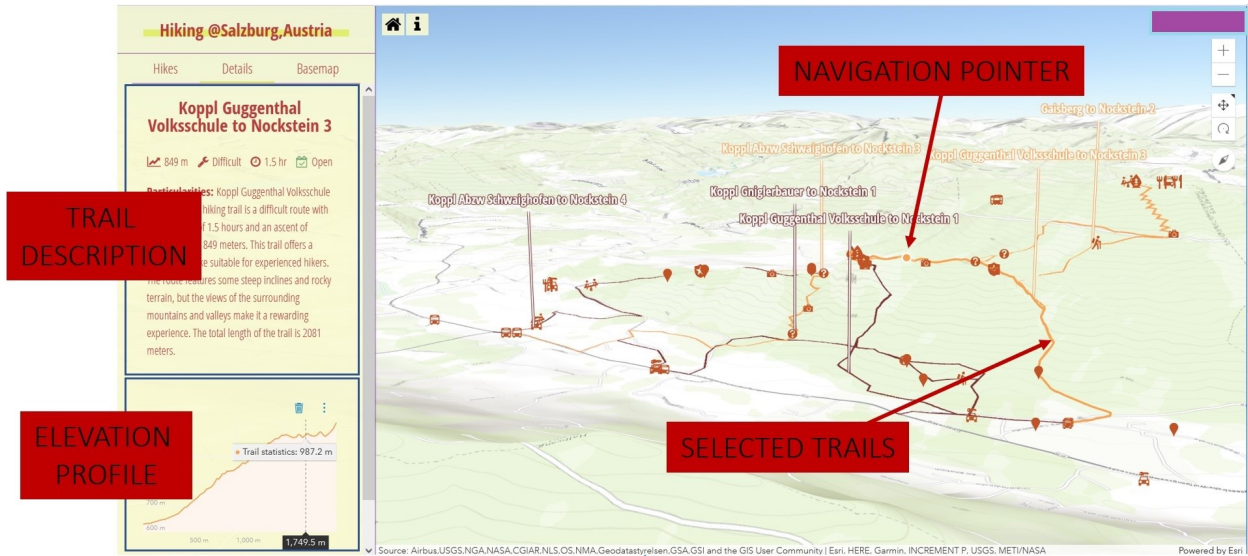 Hiking @Salzburg,Austria
Hikes Details Basemap
Koppl Guggenthal
Volksschule to Nockstein 3
849 m Difficult 1.5 hr Open
Particularities: Koppl Guggenthal Volksschule
hiking trail is a difficult route with
of 1.5 hours and an ascent of
849 meters. This trail offers a
suitable for experienced hikers.
The route features some steep inclines and rocky
terrain, but the views of the surrounding
mountains and valleys make it a rewarding
experience. The total length of the trail is 2081
meters.
TRAIL
DESCRIPTION
ELEVATION
PROFILE
Trail statistics: 987.2 m
700 m
600 m
500 m 1,000 m 1,749.5 m
NAVIGATION POINTER
Gaisberg to Nockstein 2
Koppl Abzw Schwaighofen to Nockstein 3
Koppl Guggenthal Volksschule to Nockstein 3
Koppl Abzw Schwaighofen to Nockstein 4
Koppl Gniglerbauer to Nockstein 1
Koppl Guggenthal Volksschule to Nockstein 1
SELECTED TRAILS
Source: Airbus,USGS,NGA,NASA,CGIAR,NLS,OS,NMA,Geodatastyrelsen,GSA,GSI and the GIS User Community | Esri, HERE, Garmin, INCREMENT P, USGS, METI/NASA
Powered by Esri